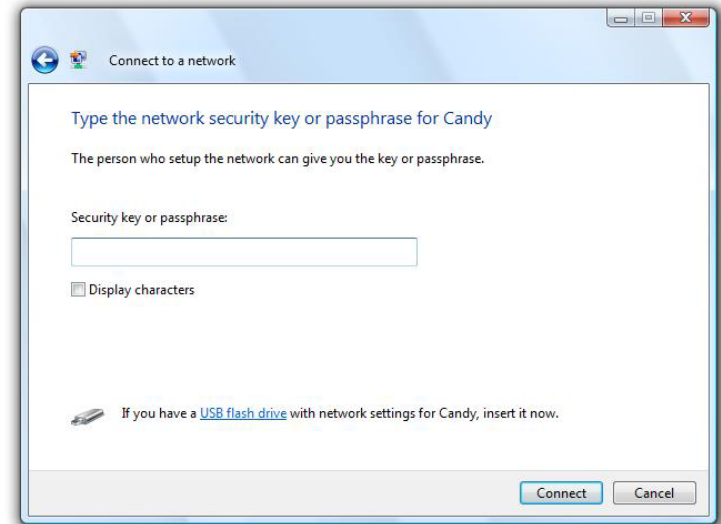 Connect to a network
Type the network security key or passphrase for Candy
The person who setup the network can give you the key or passphrase.
Security key or passphrase:
Display characters
If you have a USB flash drive with network settings for Candy, insert it now.
Connect
Cancel